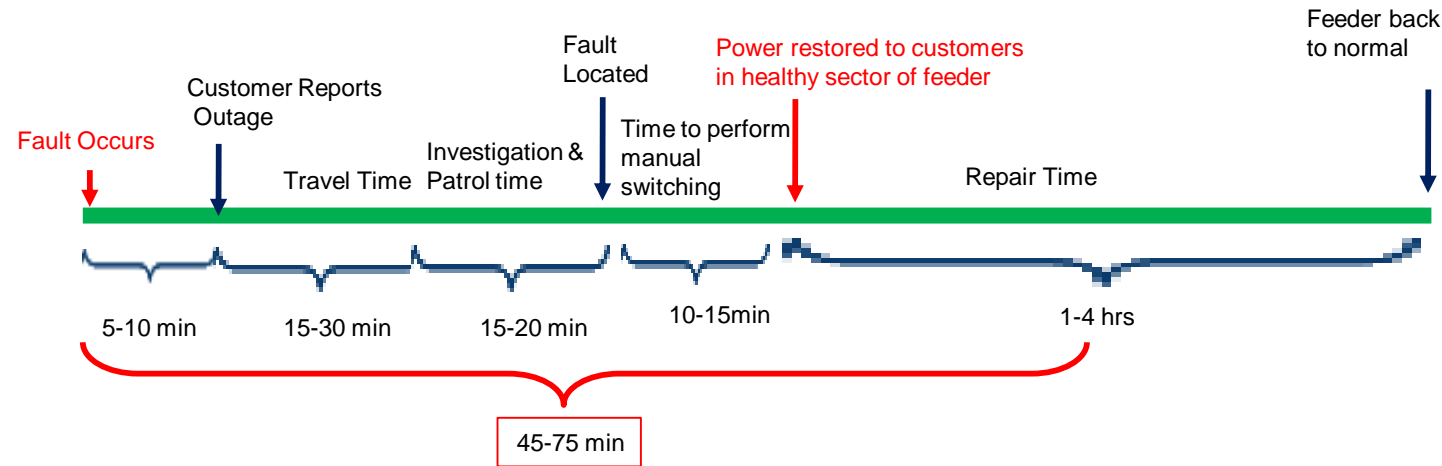 Feeder back
to normal
Fault
Located
Power restored to customers
in healthy sector of feeder
Customer Reports
Outage
Fault Occurs
Time to perform
manual
switching
Investigation &
Patrol time
Travel Time
Repair Time
5-10 min
15-30 min
15-20 min
10-15min
1-4 hrs
45-75 min